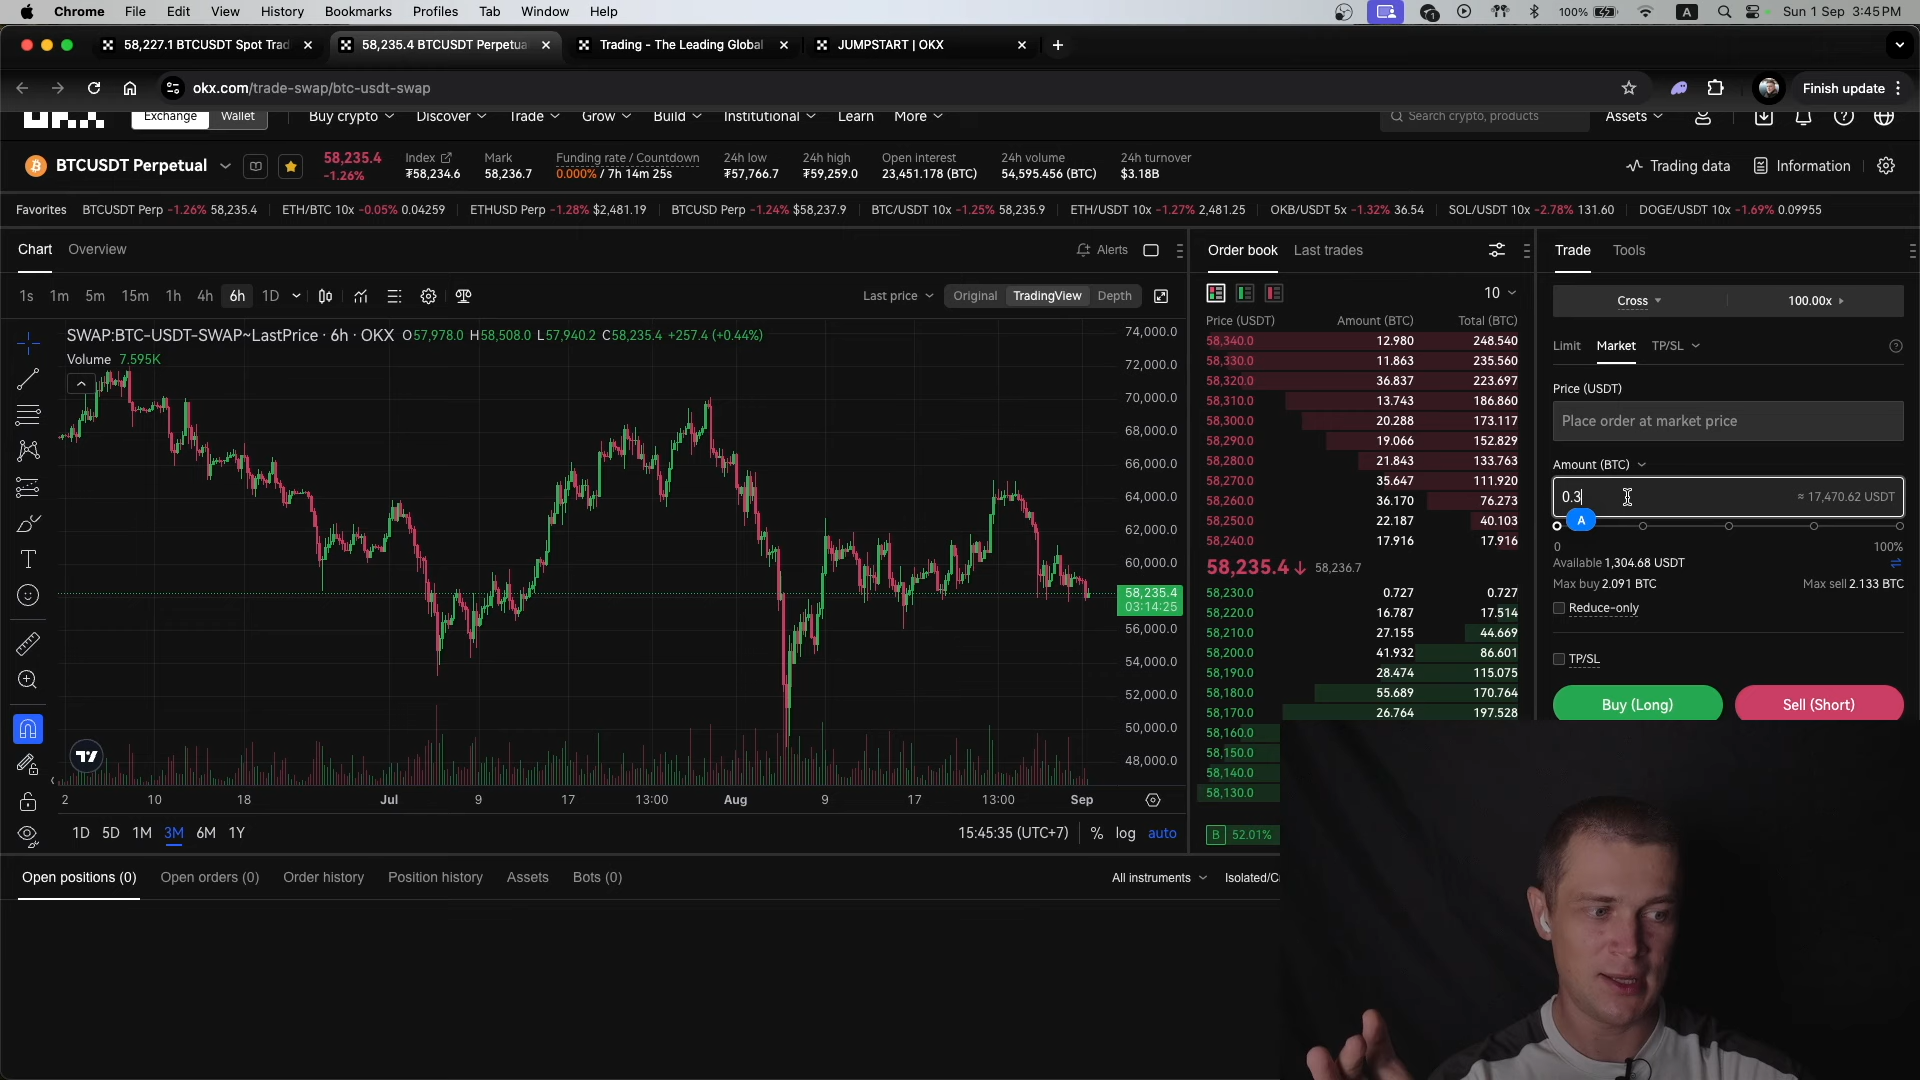 Chrome File Edit View History Bookmarks Profiles Tab Window Help
100% A Sun 1 Sep 3:45 PM
58,227.1 BTCUSDT Spot Trad
58,235.4 BTCUSDT Perpetua
Trading - The Leading Global
JUMPSTART | OKX
okx.com/trade-swap/btc-usdt-swap
Finish update
OKX
Exchange Wallet Buy crypto Discover Trade Grow Build Institutional Learn More
Search crypto, products
Assets
BTCUSDT Perpetual
58,235.4
-1.26%
Index
₮58,234.6
Mark
58,236.7
Funding rate / Countdown
0.000% / 7h 14m 25s
24h low
₮57,766.7
24h high
₮59,259.0
Open interest
23,451.178 (BTC)
24h volume
54,595.456 (BTC)
24h turnover
$3.18B
Trading data
Information
Favorites BTCUSDT Perp -1.26% 58,235.4 ETH/BTC 10x -0.05% 0.04259 ETHUSD Perp -1.28% $2,481.19 BTCUSD Perp -1.24% $58,237.9 BTC/USDT 10x -1.25% 58,235.9 ETH/USDT 10x -1.27% 2,481.25 OKB/USDT 5x -1.32% 36.54 SOL/USDT 10x -2.78% 131.60 DOGE/USDT 10x -1.69% 0.09955
Chart Overview
Alerts
1s 1m 5m 15m 1h 4h 6h 1D
Last price
Original TradingView Depth
SWAP:BTC-USDT-SWAP~LastPrice · 6h · OKX O57,978.0 H58,508.0 L57,940.2 C58,235.4 +257.4 (+0.44%)
Volume 7.595K
74,000.0
72,000.0
70,000.0
68,000.0
66,000.0
64,000.0
62,000.0
60,000.0
58,235.4
03:14:25
56,000.0
54,000.0
52,000.0
50,000.0
48,000.0
2 10 18 Jul 9 17 13:00 Aug 9 17 13:00 Sep
1D 5D 1M 3M 6M 1Y
15:45:35 (UTC+7) % log auto
Order book Last trades
10
Price (USDT) Amount (BTC) Total (BTC)
58,340.0 12.980 248.540
58,330.0 11.863 235.560
58,320.0 36.837 223.697
58,310.0 13.743 186.860
58,300.0 20.288 173.117
58,290.0 19.066 152.829
58,280.0 21.843 133.763
58,270.0 35.647 111.920
58,260.0 36.170 76.273
58,250.0 22.187 40.103
58,240.0 17.916 17.916
58,235.4↓ 58,236.7
58,230.0 0.727 0.727
58,220.0 16.787 17.514
58,210.0 27.155 44.669
58,200.0 41.932 86.601
58,190.0 28.474 115.075
58,180.0 55.689 170.764
58,170.0 26.764 197.528
58,160.0
58,150.0
58,140.0
58,130.0
B 52.01%
Trade Tools
Cross 100.00x
Limit Market TP/SL
Price (USDT)
Place order at market price
Amount (BTC)
0.3 ≈ 17,470.62 USDT
A
0 100%
Available 1,304.68 USDT
Max buy 2.091 BTC Max sell 2.133 BTC
Reduce-only
TP/SL
Buy (Long) Sell (Short)
Open positions (0) Open orders (0) Order history Position history Assets Bots (0)
All instruments Isolated/C